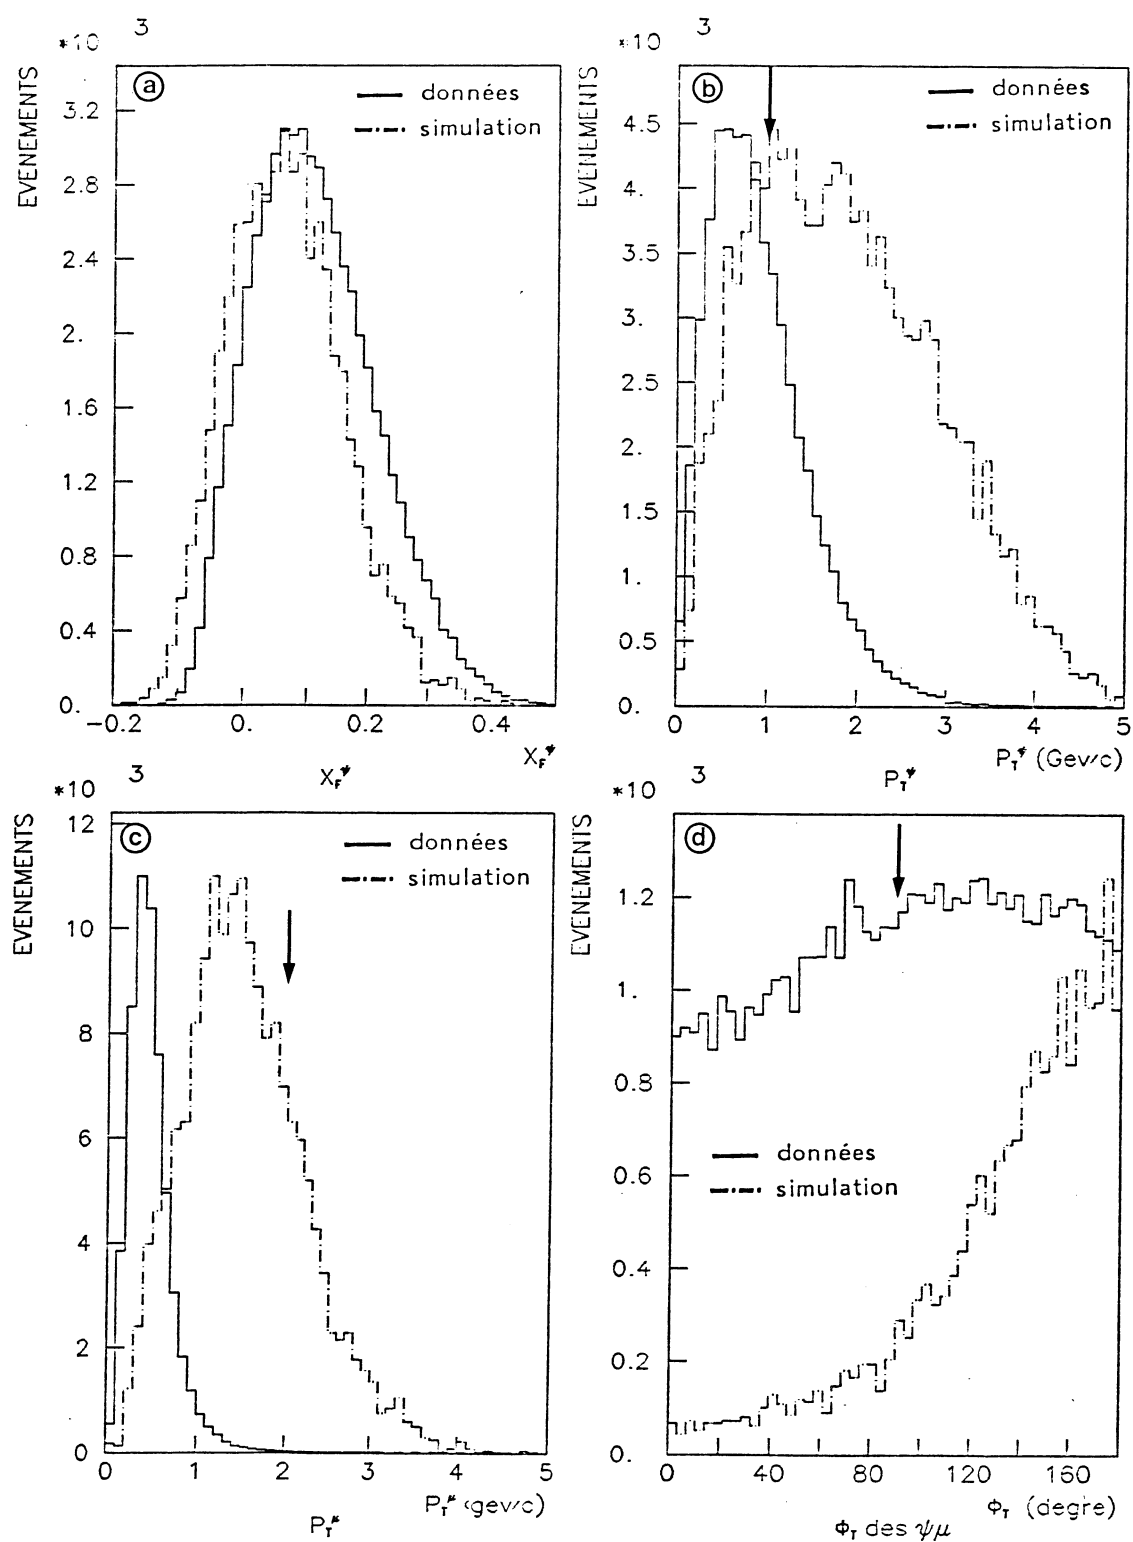 *10 3
EVENEMENTS
a
données
simulation
3.2
2.8
2.4
2.
1.6
1.2
0.8
0.4
0.
-0.2 0. 0.2 0.4
X_F^ψ
X_F^ψ
*10 3
EVENEMENTS
b
données
simulation
4.5
4.
3.5
3.
2.5
2.
1.5
1.
0.5
0.
0 1 2 3 4 5
P_T^ψ (Gev/c)
P_T^ψ
*10 3
EVENEMENTS
c
données
simulation
12
10
8
6
4
2
0
0 1 2 3 4 5
P_T^μ (gev/c)
P_T^μ
*10 3
EVENEMENTS
d
1.2
1.
0.8
0.6
0.4
0.2
0.
données
simulation
0 40 80 120 160
Φ_T (degre)
Φ_T des ψμ